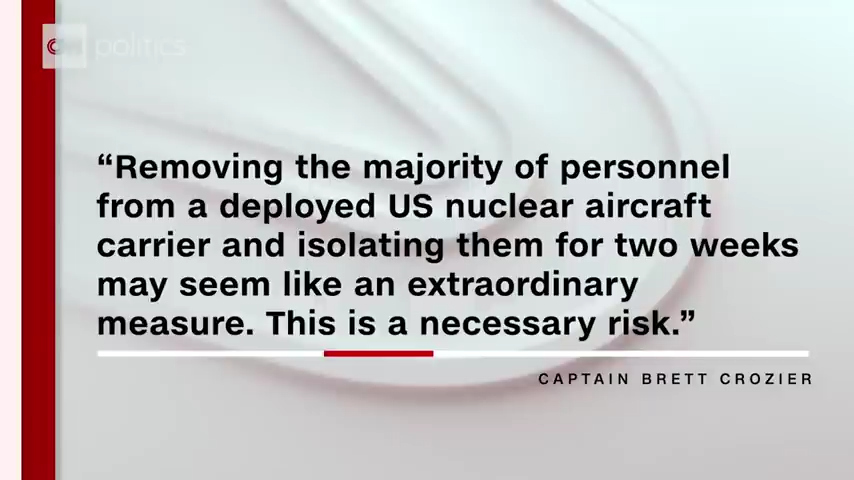 CNN politics
“Removing the majority of personnel
from a deployed US nuclear aircraft
carrier and isolating them for two weeks
may seem like an extraordinary
measure. This is a necessary risk.”
CAPTAIN BRETT CROZIER